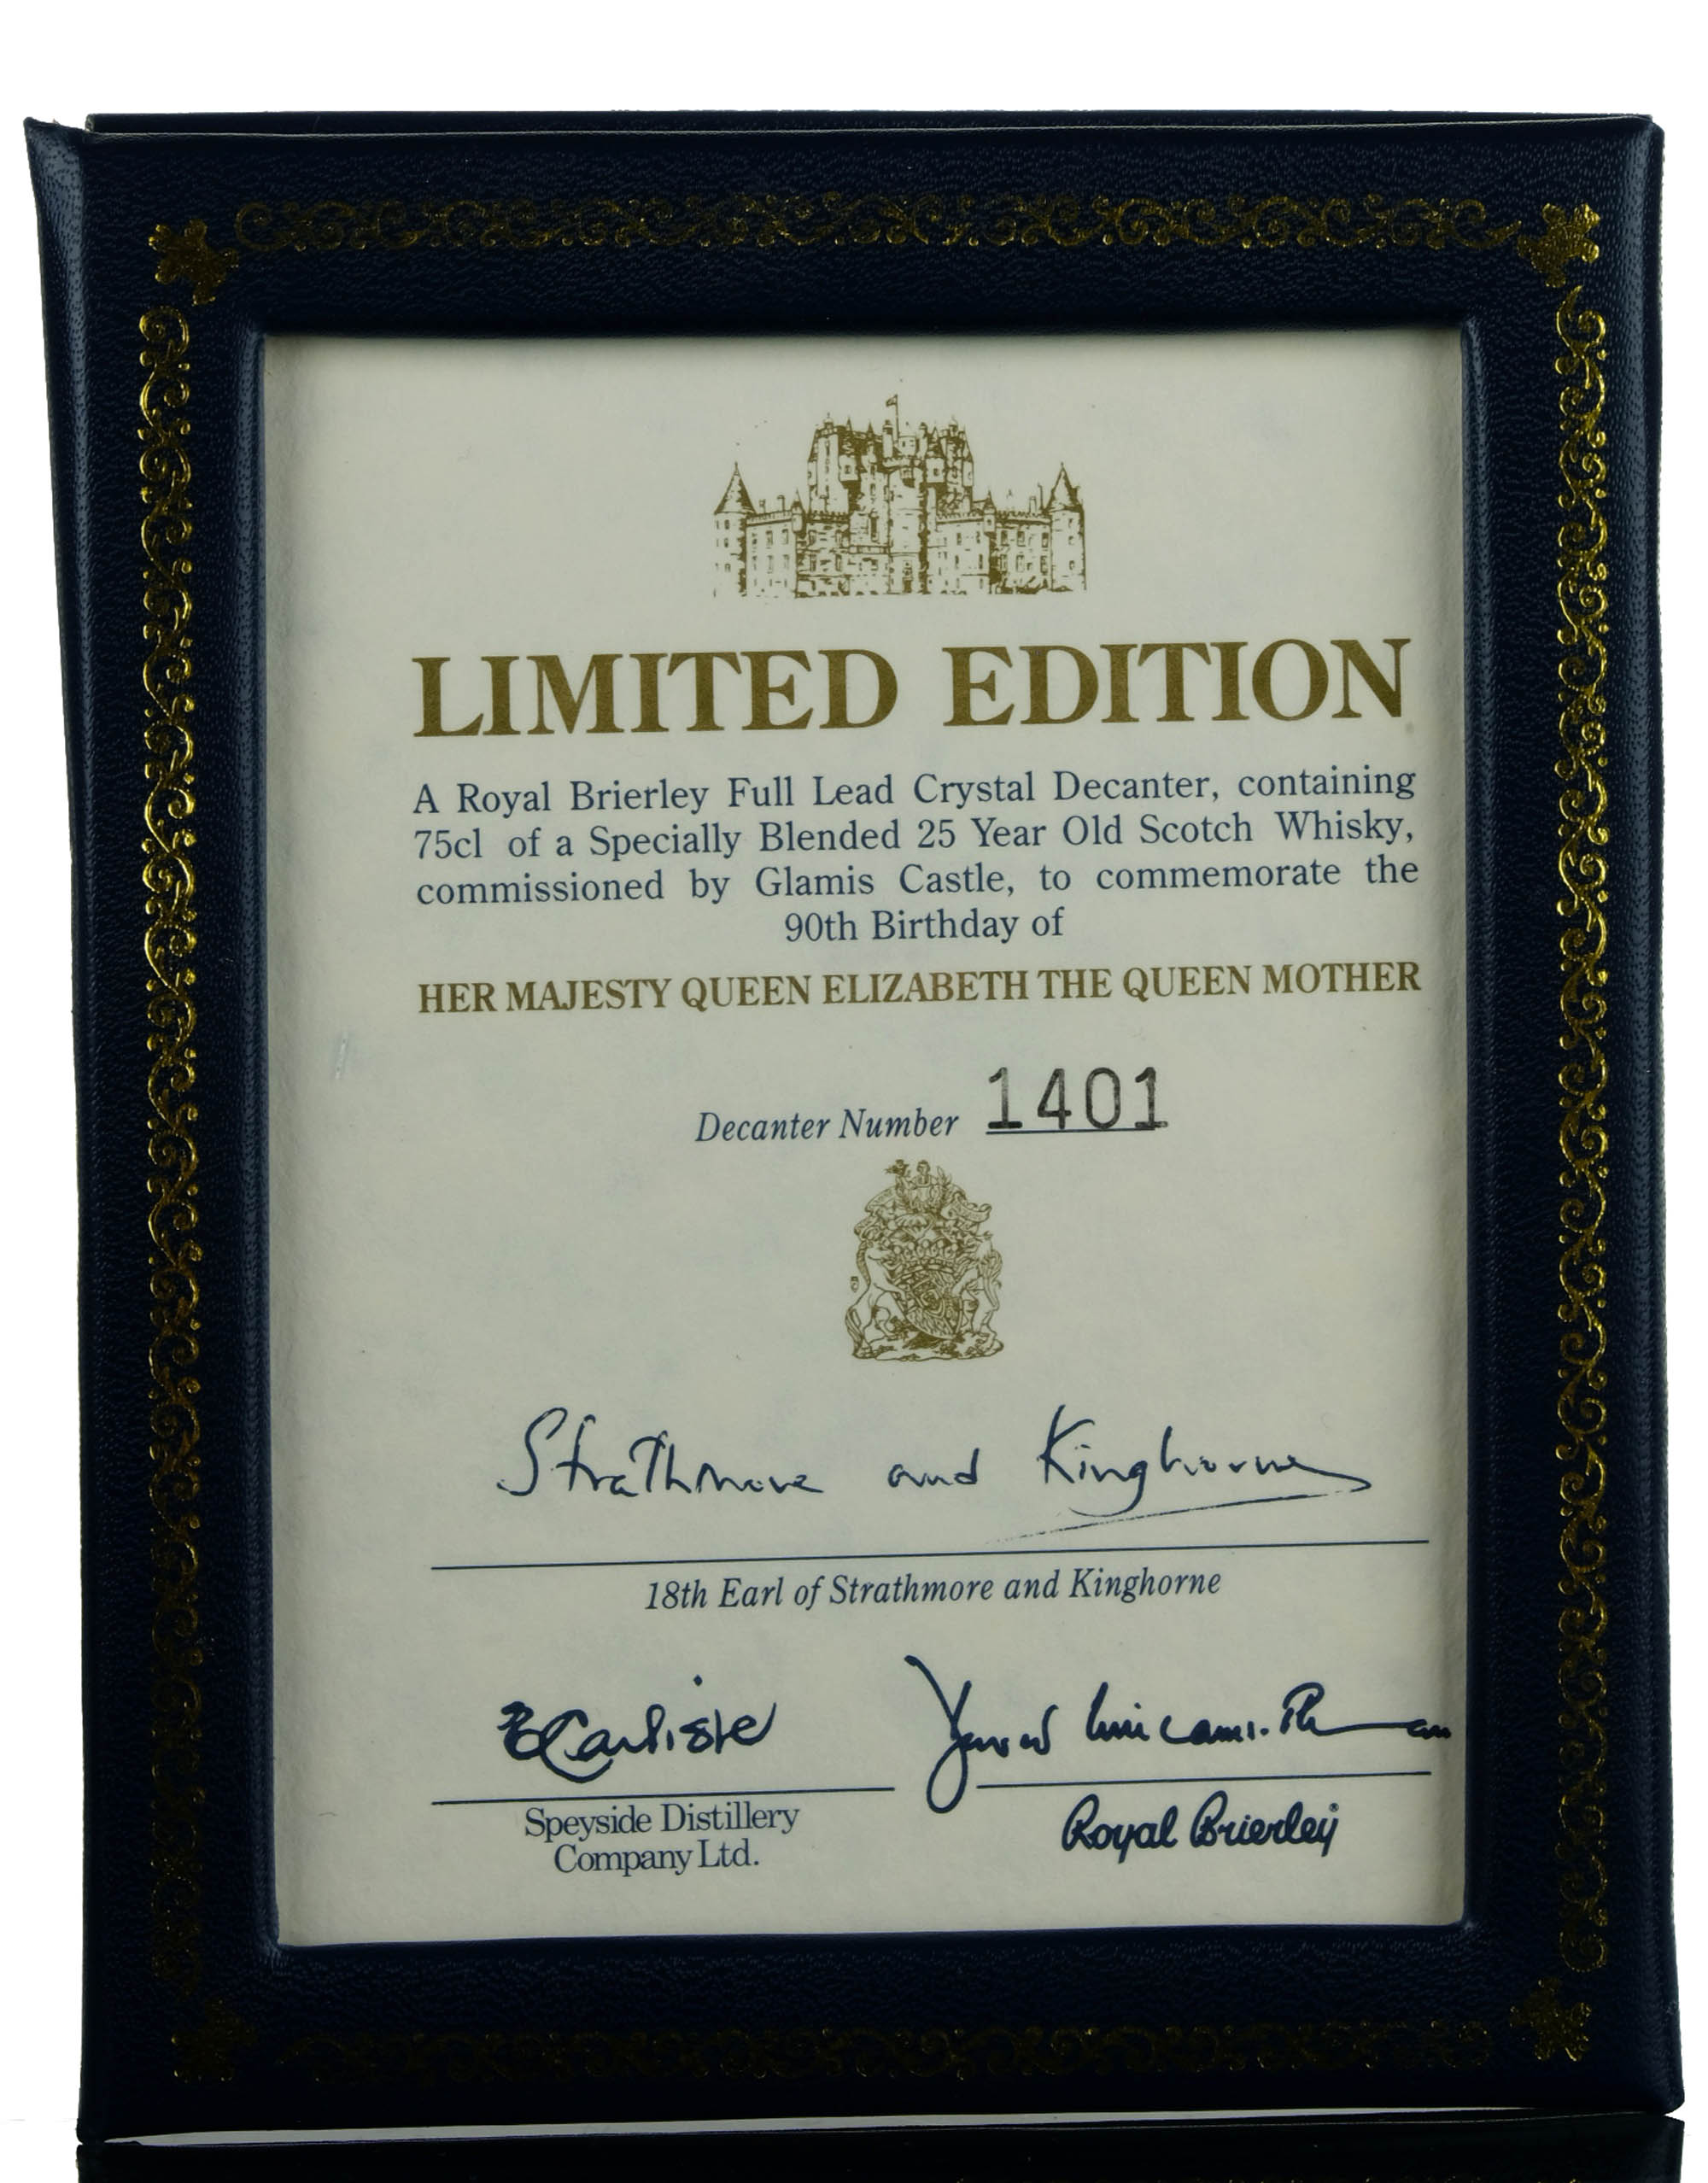 LIMITED EDITION
A Royal Brierley Full Lead Crystal Decanter, containing
75cl of a Specially Blended 25 Year Old Scotch Whisky,
commissioned by Glamis Castle, to commemorate the
90th Birthday of
HER MAJESTY QUEEN ELIZABETH THE QUEEN MOTHER
Decanter Number 1401
Strathmore and Kinghorne
18th Earl of Strathmore and Kinghorne
Carlisle
Speyside Distillery
Company Ltd.
Royal Brierley